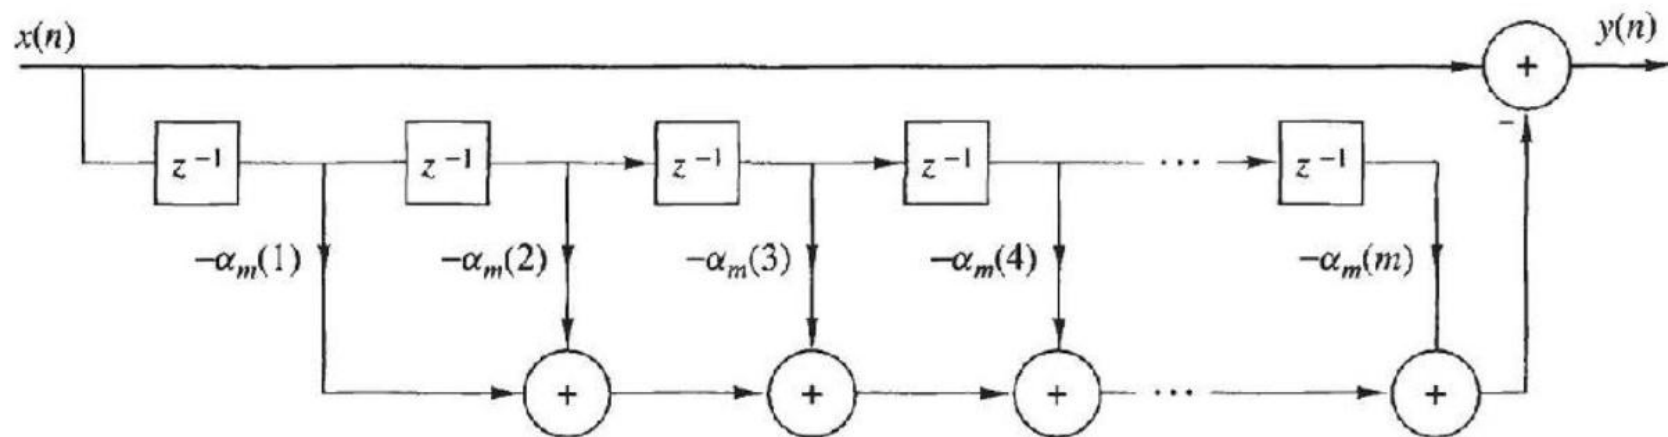 x(n)
y(n)
+
z⁻¹ z⁻¹ z⁻¹ z⁻¹ ... z⁻¹
-
-αₘ(1) -αₘ(2) -αₘ(3) -αₘ(4) -αₘ(m)
+ + + ... +